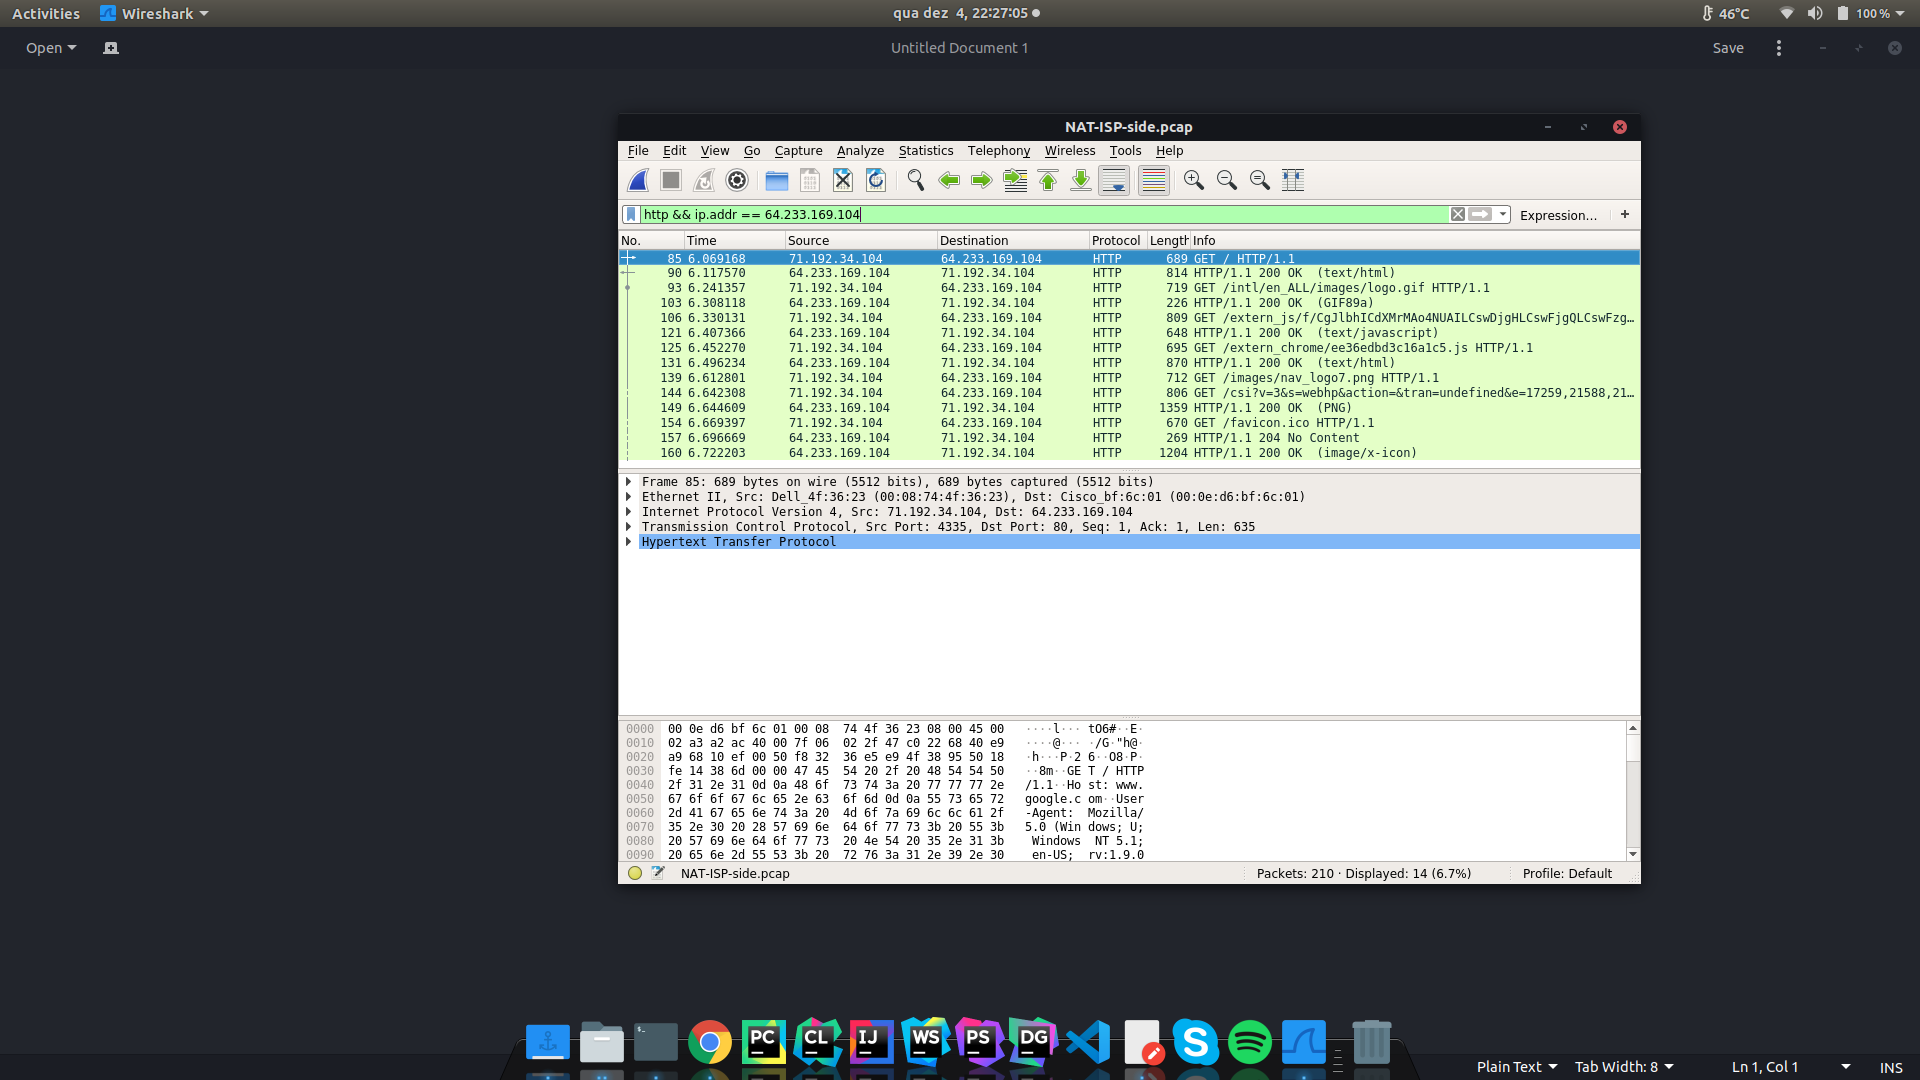 Activities Wireshark qua dez 4, 22:27:05 46°C 100 %
Open Untitled Document 1 Save
NAT-ISP-side.pcap
File Edit View Go Capture Analyze Statistics Telephony Wireless Tools Help
http && ip.addr == 64.233.169.104 Expression… +
No. Time Source Destination Protocol Length Info
85 6.069168 71.192.34.104 64.233.169.104 HTTP 689 GET / HTTP/1.1
90 6.117570 64.233.169.104 71.192.34.104 HTTP 814 HTTP/1.1 200 OK (text/html)
93 6.241357 71.192.34.104 64.233.169.104 HTTP 719 GET /intl/en_ALL/images/logo.gif HTTP/1.1
103 6.308118 64.233.169.104 71.192.34.104 HTTP 226 HTTP/1.1 200 OK (GIF89a)
106 6.330131 71.192.34.104 64.233.169.104 HTTP 809 GET /extern_js/f/CgJlbhICdXMrMAo4NUAILCswDjgHLCswFjgQLCswFzg…
121 6.407366 64.233.169.104 71.192.34.104 HTTP 648 HTTP/1.1 200 OK (text/javascript)
125 6.452270 71.192.34.104 64.233.169.104 HTTP 695 GET /extern_chrome/ee36edbd3c16a1c5.js HTTP/1.1
131 6.496234 64.233.169.104 71.192.34.104 HTTP 870 HTTP/1.1 200 OK (text/html)
139 6.612801 71.192.34.104 64.233.169.104 HTTP 712 GET /images/nav_logo7.png HTTP/1.1
144 6.642308 71.192.34.104 64.233.169.104 HTTP 806 GET /csi?v=3&s=webhp&action=&tran=undefined&e=17259,21588,21…
149 6.644609 64.233.169.104 71.192.34.104 HTTP 1359 HTTP/1.1 200 OK (PNG)
154 6.669397 71.192.34.104 64.233.169.104 HTTP 670 GET /favicon.ico HTTP/1.1
157 6.696669 64.233.169.104 71.192.34.104 HTTP 269 HTTP/1.1 204 No Content
160 6.722203 64.233.169.104 71.192.34.104 HTTP 1204 HTTP/1.1 200 OK (image/x-icon)
Frame 85: 689 bytes on wire (5512 bits), 689 bytes captured (5512 bits)
Ethernet II, Src: Dell_4f:36:23 (00:08:74:4f:36:23), Dst: Cisco_bf:6c:01 (00:0e:d6:bf:6c:01)
Internet Protocol Version 4, Src: 71.192.34.104, Dst: 64.233.169.104
Transmission Control Protocol, Src Port: 4335, Dst Port: 80, Seq: 1, Ack: 1, Len: 635
Hypertext Transfer Protocol
0000 00 0e d6 bf 6c 01 00 08 74 4f 36 23 08 00 45 00 ····l··· tO6#··E·
0010 02 a3 a2 ac 40 00 7f 06 02 2f 47 c0 22 68 40 e9 ····@··· ·/G·"h@·
0020 a9 68 10 ef 00 50 f8 32 36 e5 e9 4f 38 95 50 18 ·h···P·2 6··O8·P·
0030 fe 14 38 6d 00 00 47 45 54 20 2f 20 48 54 54 50 ··8m··GE T / HTTP
0040 2f 31 2e 31 0d 0a 48 6f 73 74 3a 20 77 77 77 2e /1.1··Ho st: www.
0050 67 6f 6f 67 6c 65 2e 63 6f 6d 0d 0a 55 73 65 72 google.c om··User
0060 2d 41 67 65 6e 74 3a 20 4d 6f 7a 69 6c 6c 61 2f -Agent: Mozilla/
0070 35 2e 30 20 28 57 69 6e 64 6f 77 73 3b 20 55 3b 5.0 (Win dows; U;
0080 20 57 69 6e 64 6f 77 73 20 4e 54 20 35 2e 31 3b Windows NT 5.1;
0090 20 65 6e 2d 55 53 3b 20 72 76 3a 31 2e 39 2e 30 en-US; rv:1.9.0
NAT-ISP-side.pcap Packets: 210 · Displayed: 14 (6.7%) Profile: Default
PC CL IJ WS PS DG
Plain Text Tab Width: 8 Ln 1, Col 1 INS